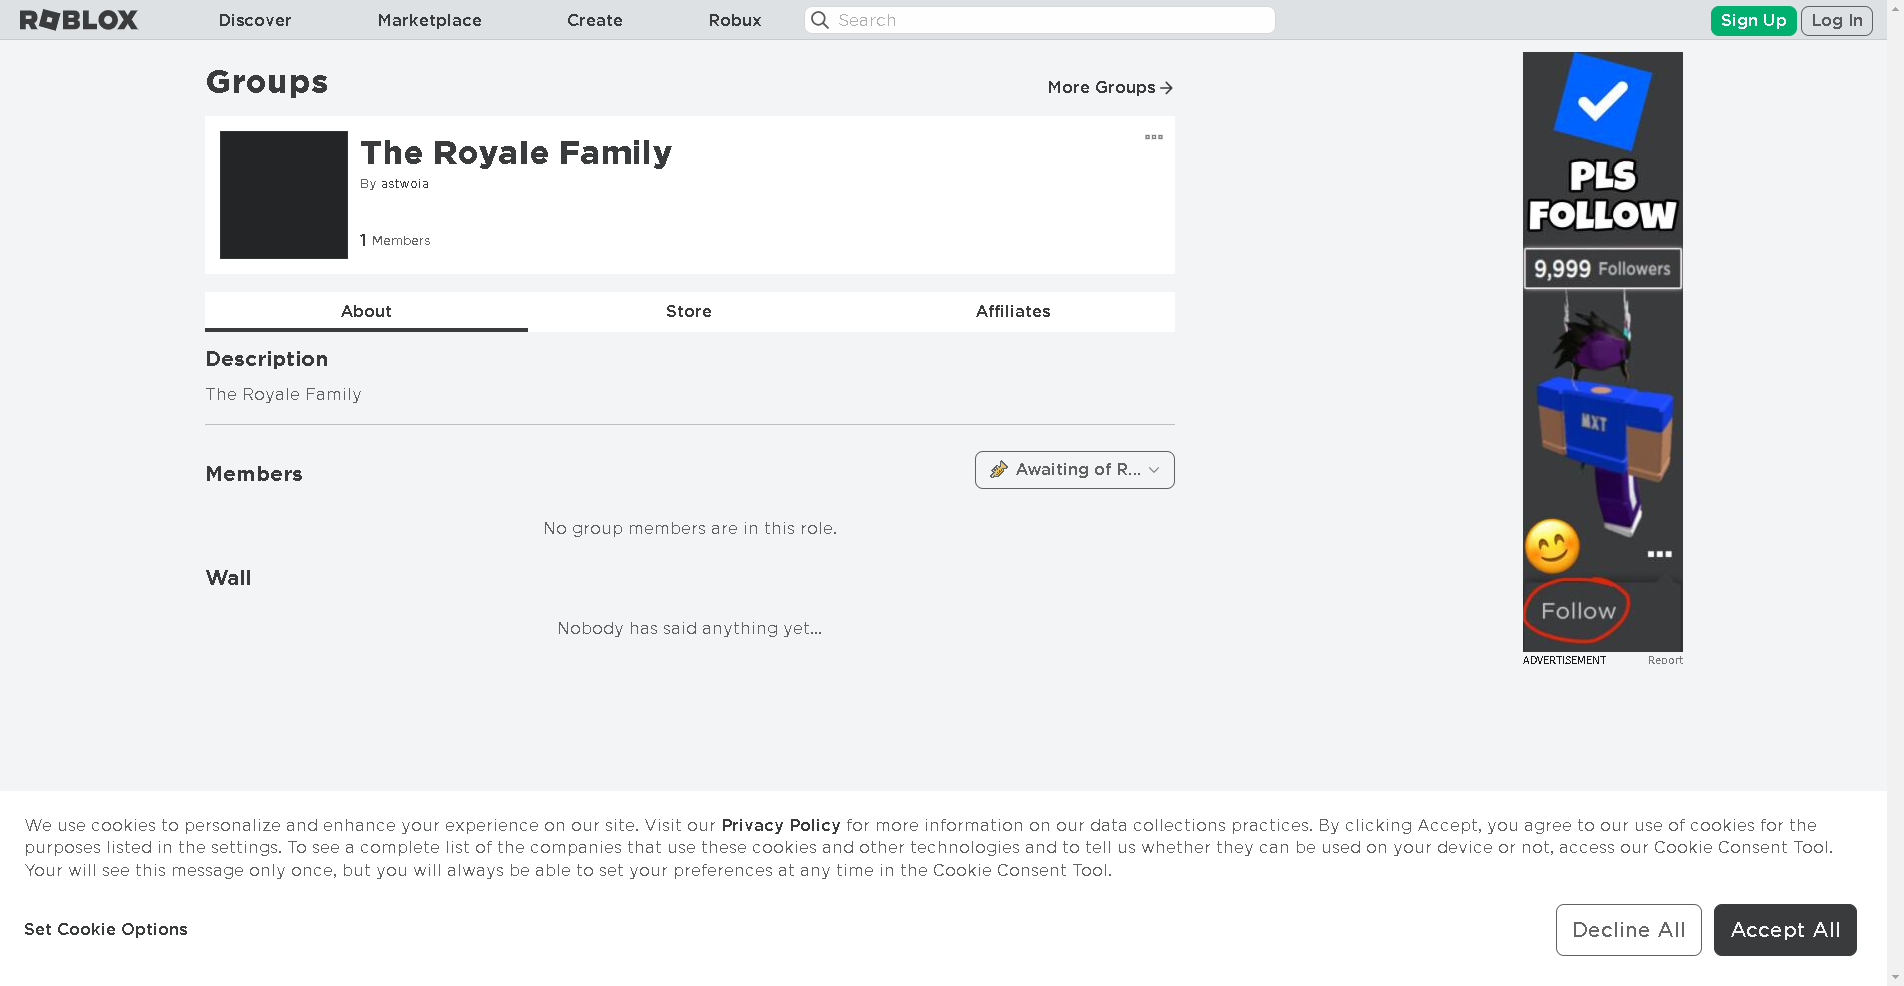 ROBLOX
Discover
Marketplace
Create
Robux
Search
Sign Up
Log In
Groups
More Groups
The Royale Family
By astwoia
1 Members
About
Store
Affiliates
Description
The Royale Family
Members
Awaiting of R...
No group members are in this role.
Wall
Nobody has said anything yet...
PLS
FOLLOW
9,999 Followers
MXT
Follow
ADVERTISEMENT
Report
We use cookies to personalize and enhance your experience on our site. Visit our Privacy Policy for more information on our data collections practices. By clicking Accept, you agree to our use of cookies for the
purposes listed in the settings. To see a complete list of the companies that use these cookies and other technologies and to tell us whether they can be used on your device or not, access our Cookie Consent Tool.
Your will see this message only once, but you will always be able to set your preferences at any time in the Cookie Consent Tool.
Set Cookie Options
Decline All
Accept All